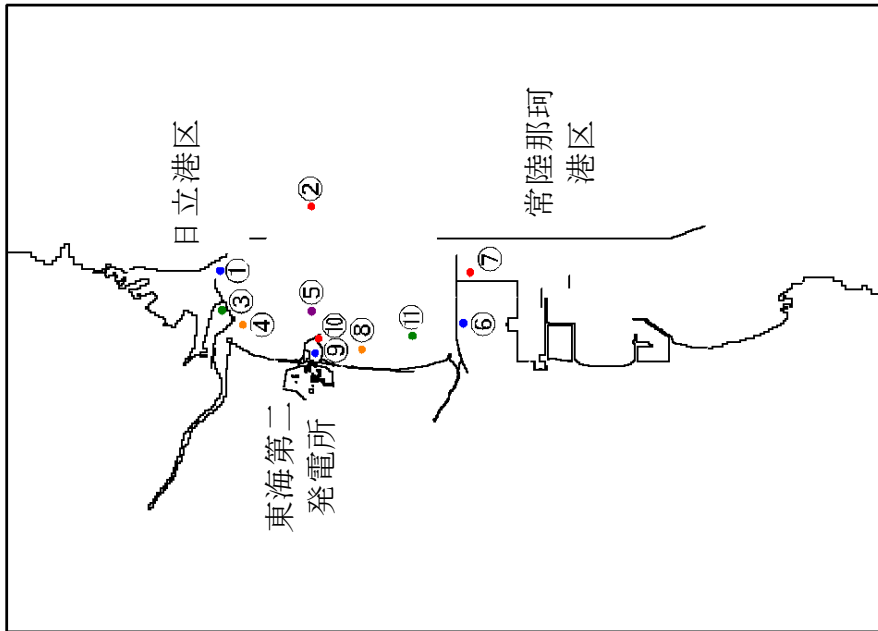 日立港区
①
②
③
④
⑤
東海第二
発電所
⑨
⑩
⑧
⑪
常陸那珂
港区
⑦
⑥